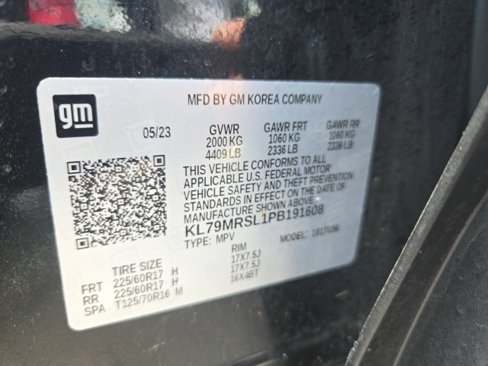 gm
MFD BY GM KOREA COMPANY
05/23 GVWR GAWR FRT GAWR RR
2000 KG 1060 KG 1060 KG
4409 LB 2336 LB 2336 LB
THIS VEHICLE CONFORMS TO ALL
APPLICABLE U.S. FEDERAL MOTOR
VEHICLE SAFETY AND THEFT PREVENTION
STANDARDS IN EFFECT ON THE DATE OF
MANUFACTURE SHOWN ABOVE.
KL79MRSL1PB191608
TYPE: MPV MODEL:
TIRE SIZE RIM
FRT 225/60R17 H 17X7.5J
RR 225/60R17 H 17X7.5J
SPA T125/70R16 M 16X4BT